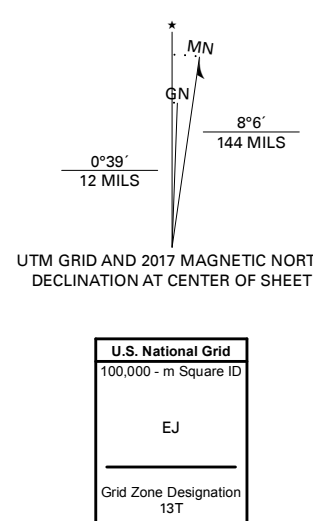 ★
MN
GN
8°6´
144 MILS
0°39´
12 MILS
UTM GRID AND 2017 MAGNETIC NORT
DECLINATION AT CENTER OF SHEET
U.S. National Grid
100,000 - m Square ID
EJ
Grid Zone Designation
13T